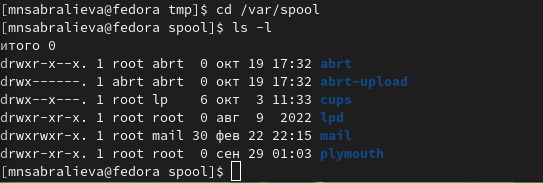 [mnsabralieva@fedora tmp]$ cd /var/spool
[mnsabralieva@fedora spool]$ ls -l
итого 0
drwxr-x--x. 1 root abrt  0 окт 19 17:32 abrt
drwx------. 1 abrt abrt  0 окт 19 17:32 abrt-upload
drwx--x---. 1 root lp    6 окт  3 11:33 cups
drwxr-xr-x. 1 root root  0 авг  9  2022 lpd
drwxrwxr-x. 1 root mail 30 фев 22 22:15 mail
drwxr-xr-x. 1 root root  0 сен 29 01:03 plymouth
[mnsabralieva@fedora spool]$